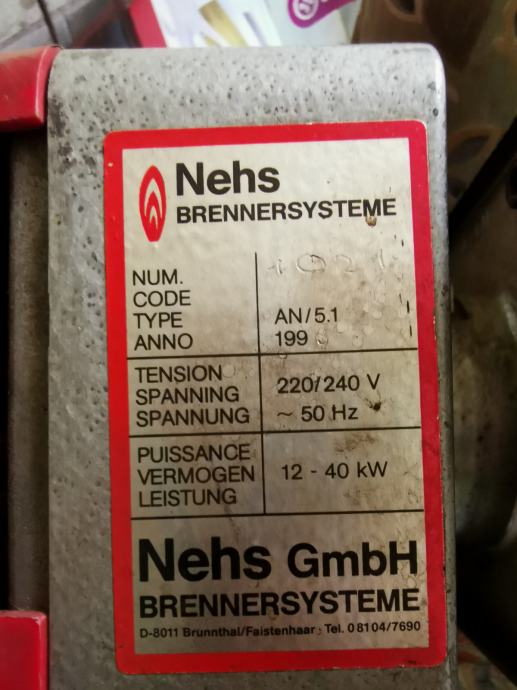 Nehs
BRENNERSYSTEME
NUM.
CODE
TYPE AN/5.1
ANNO 199
TENSION
SPANNING 220/240 V
SPANNUNG ~ 50 Hz
PUISSANCE
VERMOGEN 12 - 40 kW
LEISTUNG
Nehs GmbH
BRENNERSYSTEME
D-8011 Brunnthal/Faistenhaar · Tel. 08104/7690